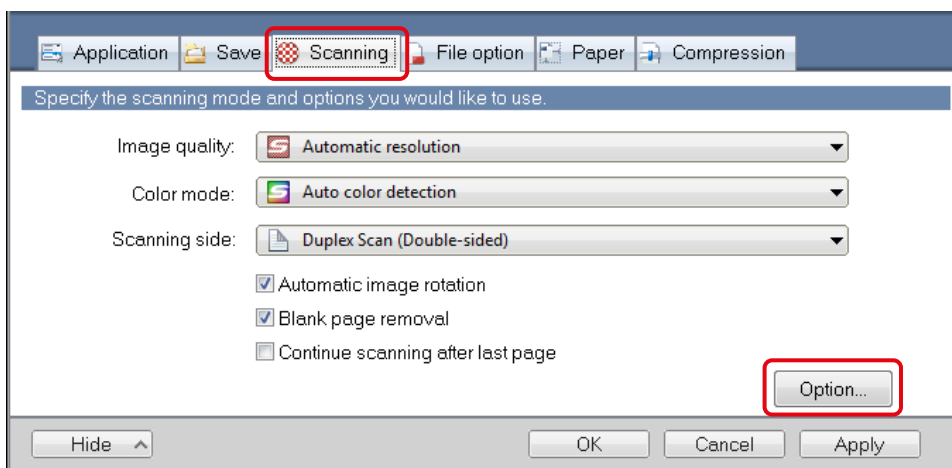 Application Save Scanning File option Paper Compression
Specify the scanning mode and options you would like to use.
Image quality: Automatic resolution
Color mode: Auto color detection
Scanning side: Duplex Scan (Double-sided)
Automatic image rotation
Blank page removal
Continue scanning after last page
Option...
Hide OK Cancel Apply